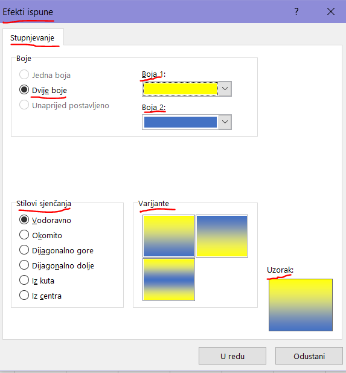 Efekti ispune
Stupnjevanje
Boje
Jedna boja
Dvije boje
Unaprijed postavljeno
Boja 1:
Boja 2:
Stilovi sjenčanja
Vodoravno
Okomito
Dijagonalno gore
Dijagonalno dolje
Iz kuta
Iz centra
Varijante
Uzorak:
U redu
Odustani